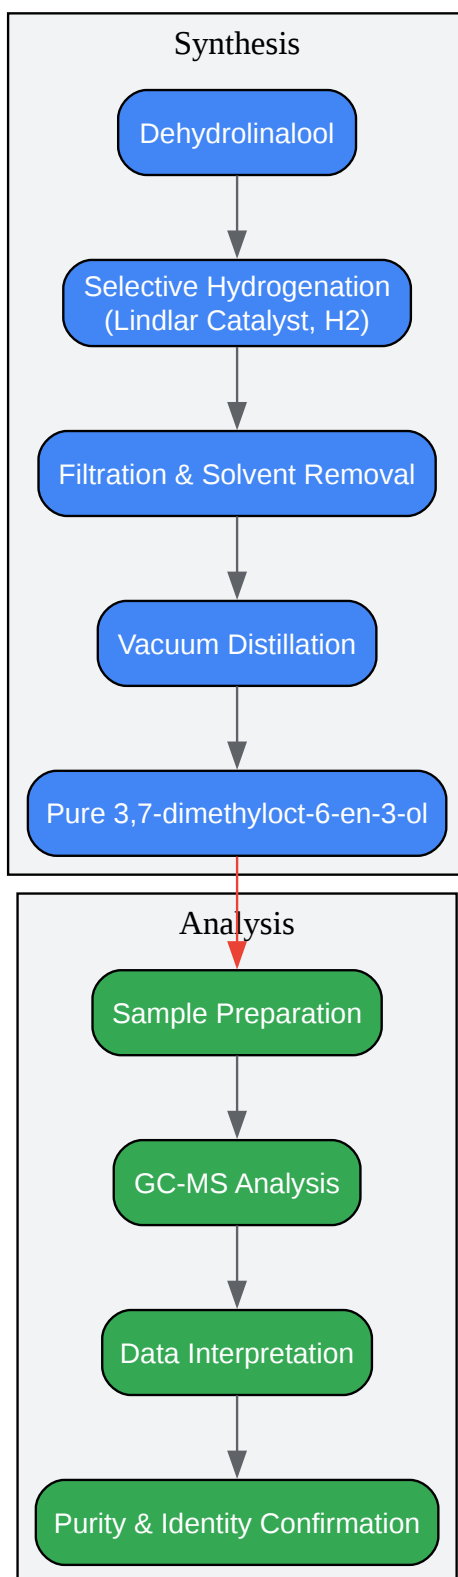 Synthesis
Dehydrolinalool
Selective Hydrogenation
(Lindlar Catalyst, H2)
Filtration & Solvent Removal
Vacuum Distillation
Pure 3,7-dimethyloct-6-en-3-ol
Analysis
Sample Preparation
GC-MS Analysis
Data Interpretation
Purity & Identity Confirmation